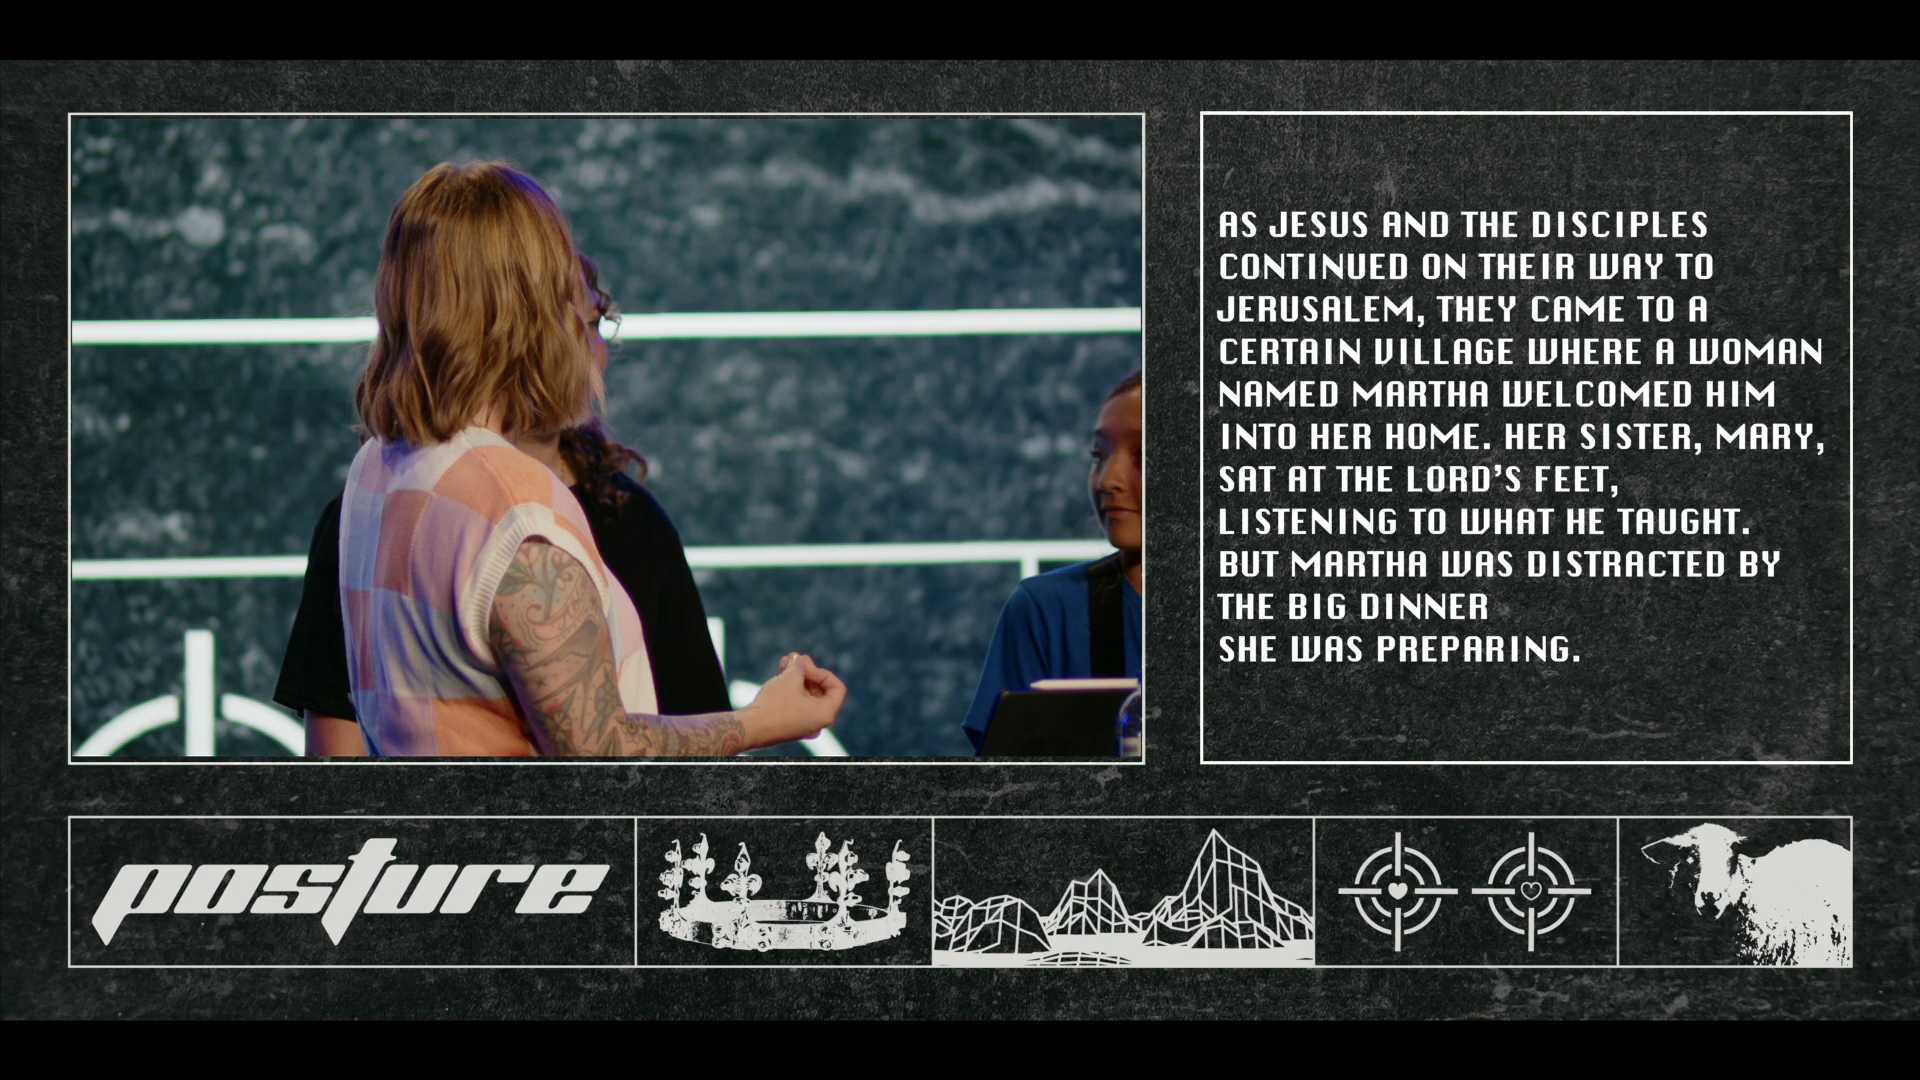 AS JESUS AND THE DISCIPLES
CONTINUED ON THEIR WAY TO
JERUSALEM, THEY CAME TO A
CERTAIN VILLAGE WHERE A WOMAN
NAMED MARTHA WELCOMED HIM
INTO HER HOME. HER SISTER, MARY,
SAT AT THE LORD'S FEET,
LISTENING TO WHAT HE TAUGHT.
BUT MARTHA WAS DISTRACTED BY
THE BIG DINNER
SHE WAS PREPARING.
posture